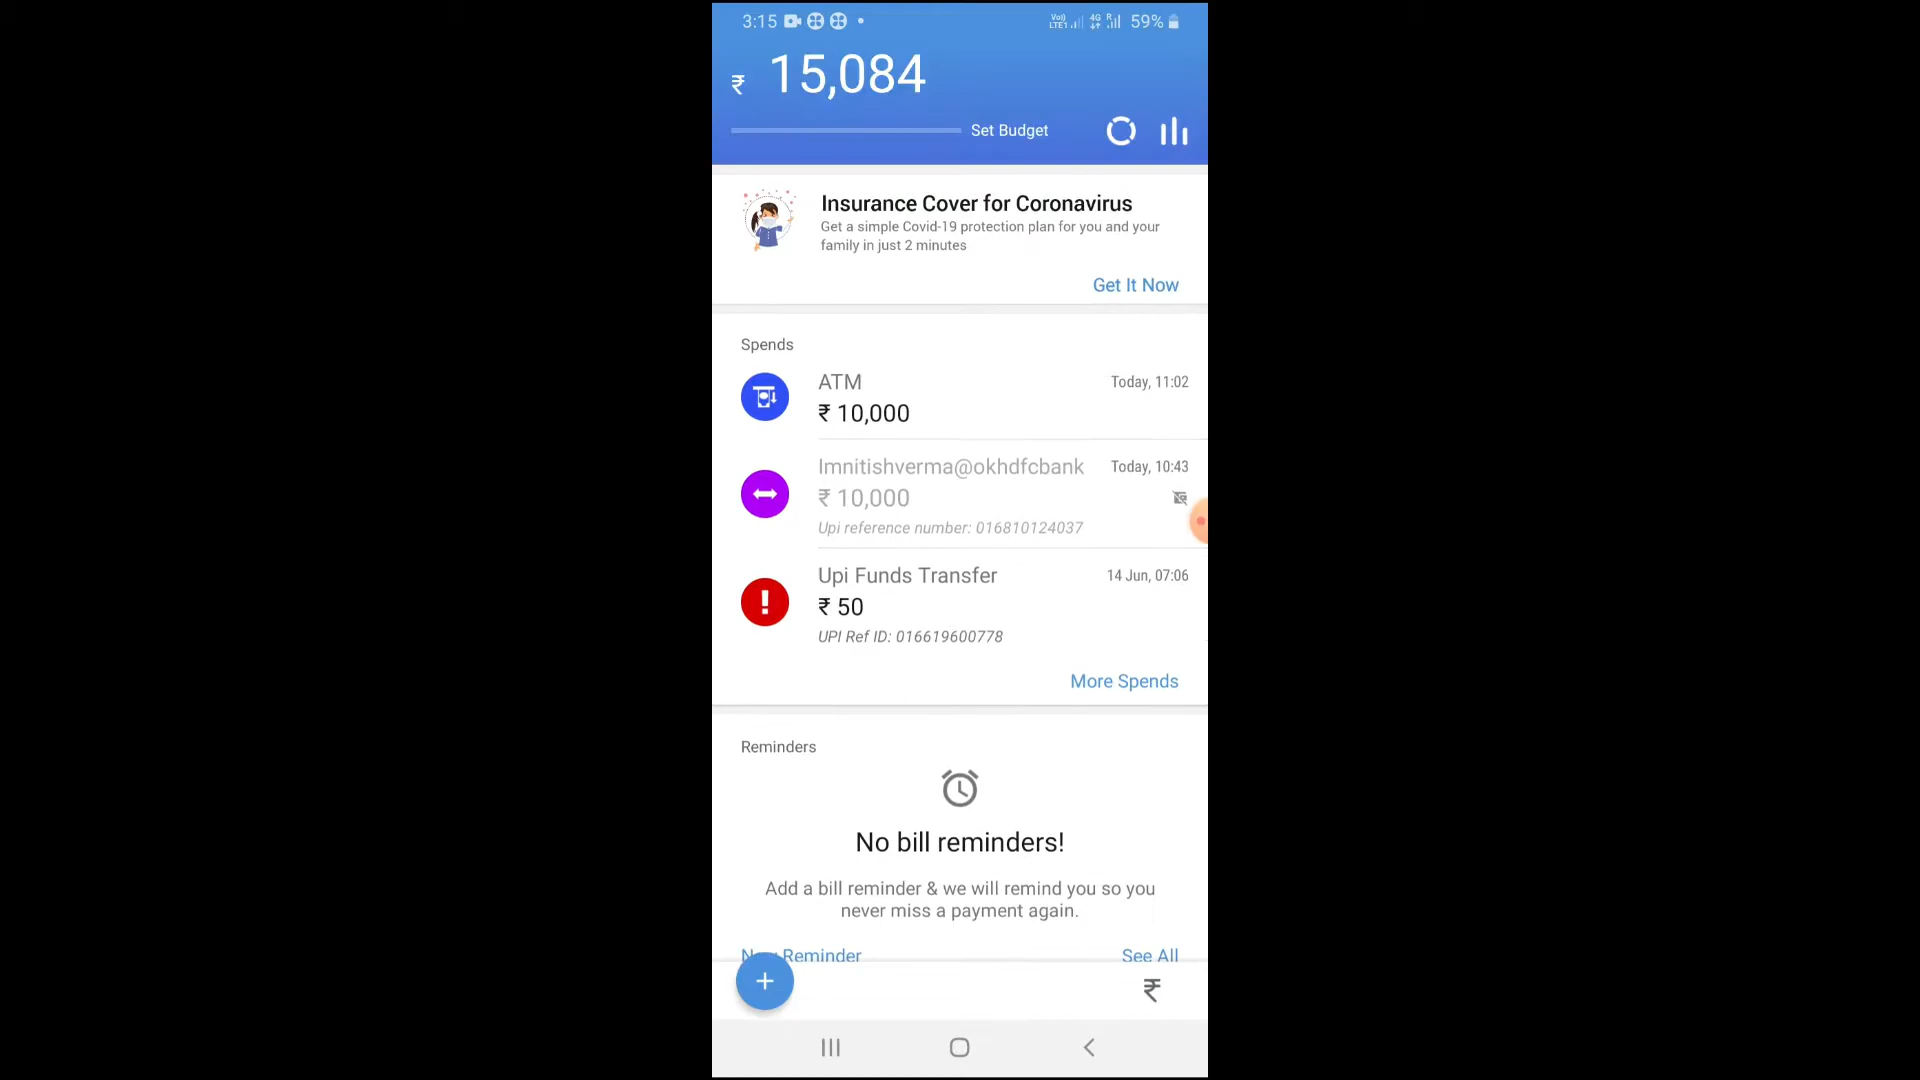 3:15 59%
₹ 15,084
Set Budget
Insurance Cover for Coronavirus
Get a simple Covid-19 protection plan for you and your
family in just 2 minutes
Get It Now
Spends
ATM Today, 11:02
₹ 10,000
Imnitishverma@okhdfcbank Today, 10:43
₹ 10,000
Upi reference number: 016810124037
Upi Funds Transfer 14 Jun, 07:06
₹ 50
UPI Ref ID: 016619600778
More Spends
Reminders
No bill reminders!
Add a bill reminder & we will remind you so you
never miss a payment again.
Reminder See All
₹